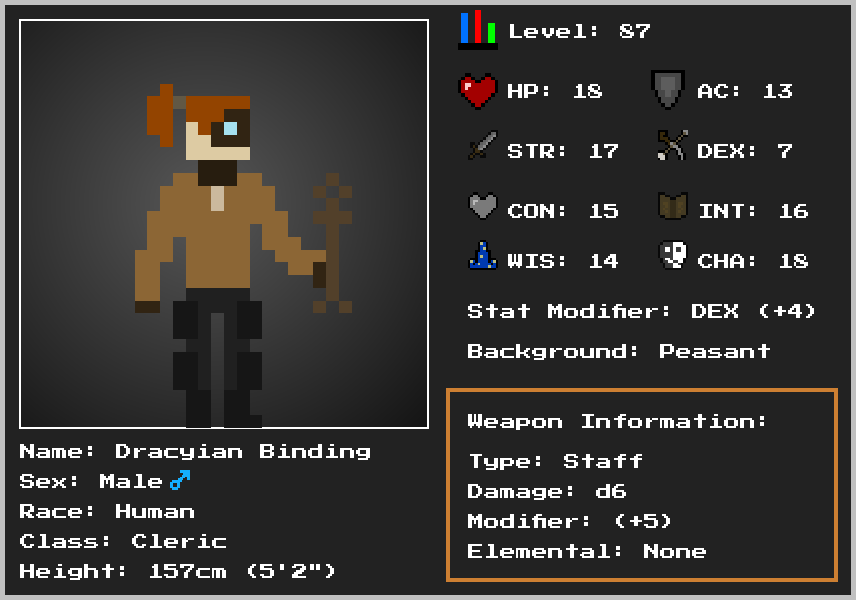 Level: 87
HP: 18 AC: 13
STR: 17 DEX: 7
CON: 15 INT: 16
WIS: 14 CHA: 18
Stat Modifier: DEX (+4)
Background: Peasant
Weapon Information:
Type: Staff
Damage: d6
Modifier: (+5)
Elemental: None
Name: Dracyian Binding
Sex: Male ♂
Race: Human
Class: Cleric
Height: 157cm (5'2")